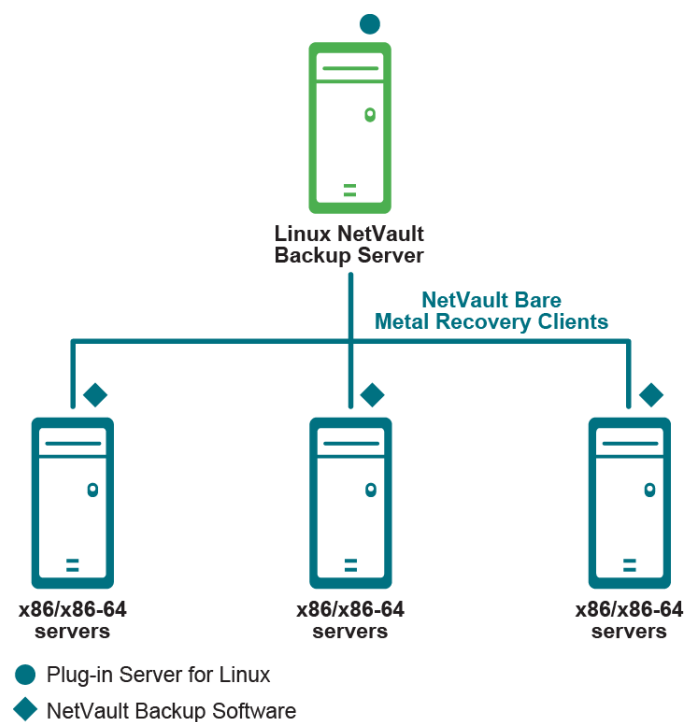 Linux NetVault
Backup Server
NetVault Bare
Metal Recovery Clients
x86/x86-64
servers
x86/x86-64
servers
x86/x86-64
servers
Plug-in Server for Linux
NetVault Backup Software